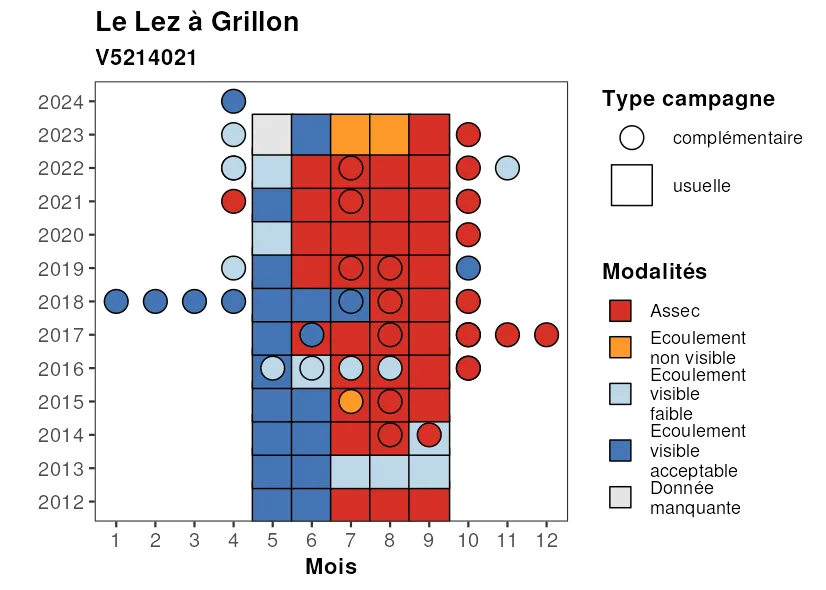 Le Lez à Grillon
V5214021
2024
2023
2022
2021
2020
2019
2018
2017
2016
2015
2014
2013
2012
1 2 3 4 5 6 7 8 9 10 11 12
Mois
Type campagne
complémentaire
usuelle
Modalités
Assec
Ecoulement
non visible
Ecoulement
visible
faible
Ecoulement
visible
acceptable
Donnée
manquante